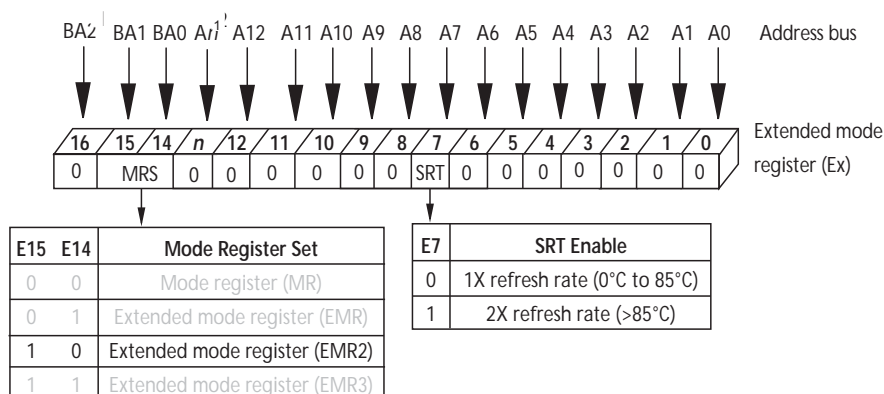 BA2 1 BA1 BA0 An 2 A12 A11 A10 A9 A8 A7 A6 A5 A4 A3 A2 A1 A0 Address bus
16 15 14 n 12 11 10 9 8 7 6 5 4 3 2 1 0 Extended mode
0 MRS 0 0 0 0 0 0 SRT 0 0 0 0 0 0 0 register (Ex)
E15 E14 Mode Register Set
0 0 Mode register (MR)
0 1 Extended mode register (EMR)
1 0 Extended mode register (EMR2)
1 1 Extended mode register (EMR3)
E7 SRT Enable
0 1X refresh rate (0°C to 85°C)
1 2X refresh rate (>85°C)